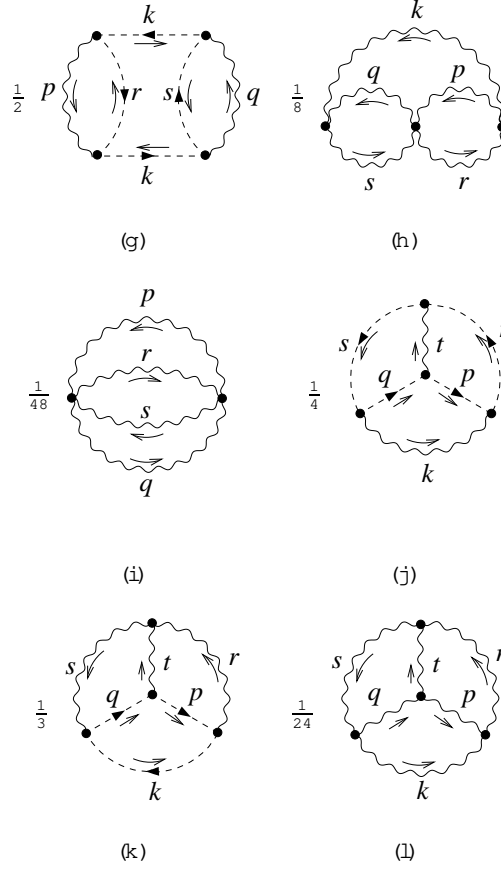 k
1/2 p r s q
k
(g)
k
q p
1/8
s r
(h)
p
r
1/48
s
q
(i)
s t
1/4 q p
k
(j)
s t r
1/3 q p
k
(k)
s t r
1/24 q p
k
(l)